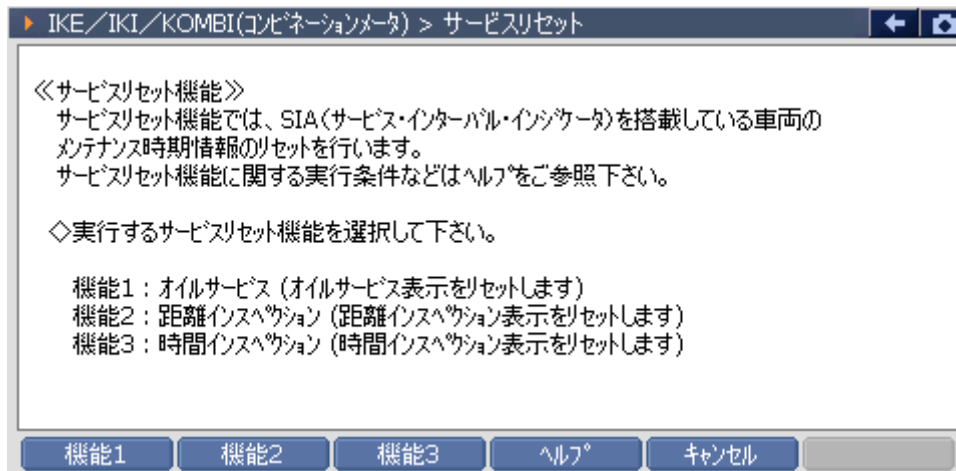 IKE／IKI／KOMBI(ｺﾝﾋﾞﾈｰｼｮﾝﾒｰﾀ) > サービスリセット
≪ｻｰﾋﾞｽﾘｾｯﾄ機能≫
ｻｰﾋﾞｽﾘｾｯﾄ機能では、SIA(ｻｰﾋﾞｽ･ｲﾝﾀｰﾊﾞﾙ･ｲﾝｼﾞｹｰﾀ)を搭載している車両の
ﾒﾝﾃﾅﾝｽ時期情報のﾘｾｯﾄを行います。
ｻｰﾋﾞｽﾘｾｯﾄ機能に関する実行条件などはﾍﾙﾌﾟをご参照下さい。
◇実行するｻｰﾋﾞｽﾘｾｯﾄ機能を選択して下さい。
機能1：ｵｲﾙｻｰﾋﾞｽ (ｵｲﾙｻｰﾋﾞｽ表示をﾘｾｯﾄします)
機能2：距離ｲﾝｽﾍﾟｸｼｮﾝ (距離ｲﾝｽﾍﾟｸｼｮﾝ表示をﾘｾｯﾄします)
機能3：時間ｲﾝｽﾍﾟｸｼｮﾝ (時間ｲﾝｽﾍﾟｸｼｮﾝ表示をﾘｾｯﾄします)
機能1 機能2 機能3 ﾍﾙﾌﾟ ｷｬﾝｾﾙ